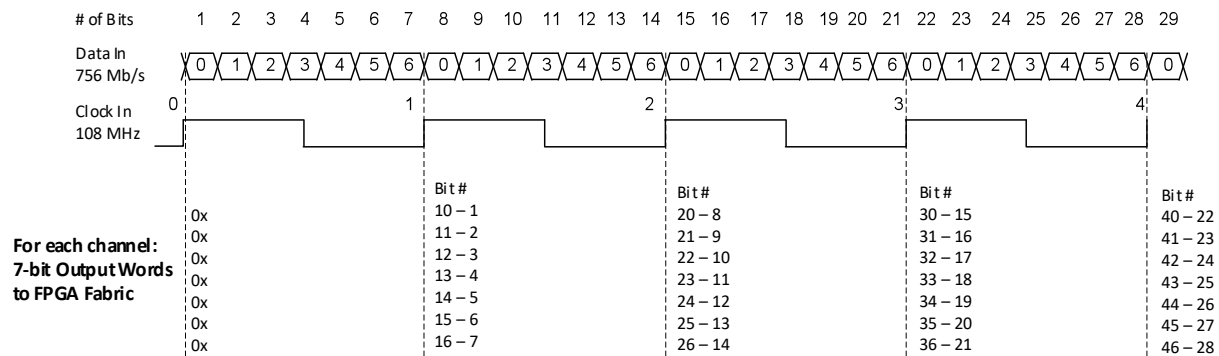 # of Bits 1 2 3 4 5 6 7 8 9 10 11 12 13 14 15 16 17 18 19 20 21 22 23 24 25 26 27 28 29
Data In
756 Mb/s
0 1 2 3 4 5 6 0 1 2 3 4 5 6 0 1 2 3 4 5 6 0 1 2 3 4 5 6 0
Clock In
108 MHz
0 1 2 3 4
For each channel:
7-bit Output Words
to FPGA Fabric
0x
0x
0x
0x
0x
0x
0x
Bit #
10 – 1
11 – 2
12 – 3
13 – 4
14 – 5
15 – 6
16 – 7
Bit #
20 – 8
21 – 9
22 – 10
23 – 11
24 – 12
25 – 13
26 – 14
Bit #
30 – 15
31 – 16
32 – 17
33 – 18
34 – 19
35 – 20
36 – 21
Bit #
40 – 22
41 – 23
42 – 24
43 – 25
44 – 26
45 – 27
46 – 28